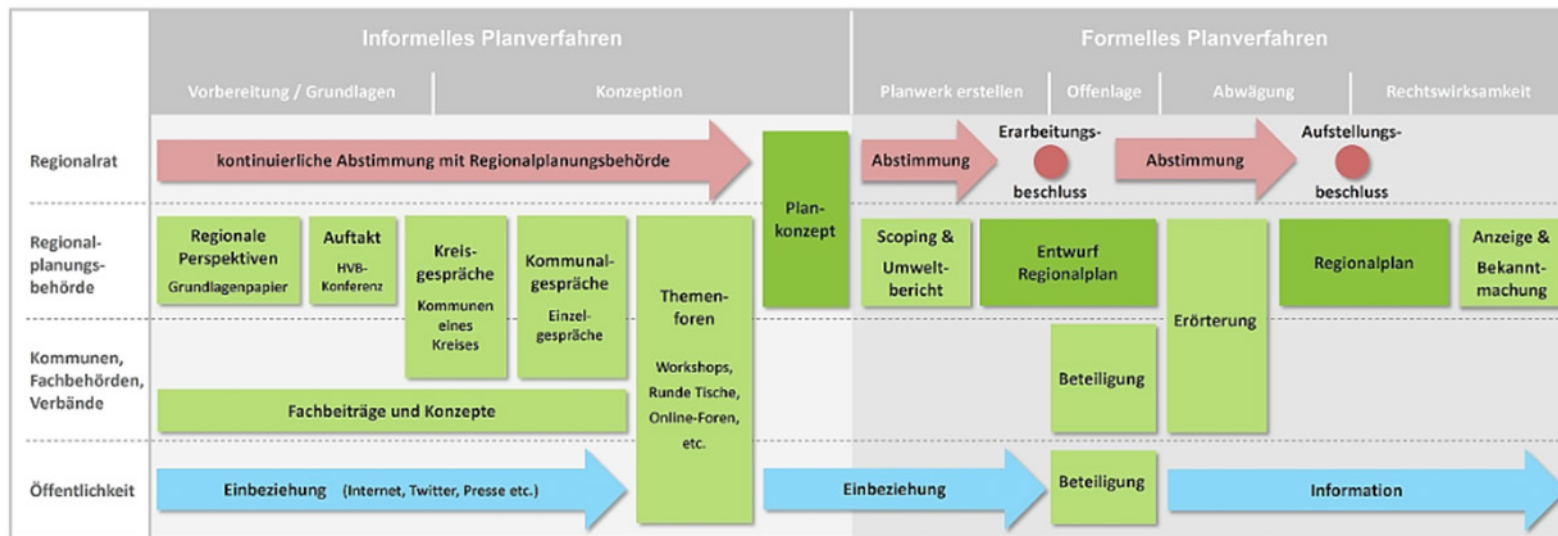 Informelles Planverfahren
Formelles Planverfahren
Vorbereitung / Grundlagen
Konzeption
Planwerk erstellen
Offenlage
Abwägung
Rechtswirksamkeit
Regionalrat
kontinuierliche Abstimmung mit Regionalplanungsbehörde
Abstimmung
Erarbeitungs-
beschluss
Abstimmung
Aufstellungs-
beschluss
Regional-
planungs-
behörde
Regionale
Perspektiven
Grundlagenpapier
Auftakt
HVB-
Konferenz
Kreis-
gespräche
Kommunen
eines
Kreises
Kommunal-
gespräche
Einzel-
gespräche
Themen-
foren
Workshops,
Runde Tische,
Online-Foren,
etc.
Plan-
konzept
Scoping &
Umwelt-
bericht
Entwurf
Regionalplan
Erörterung
Regionalplan
Anzeige &
Bekannt-
machung
Kommunen,
Fachbehörden,
Verbände
Fachbeiträge und Konzepte
Beteiligung
Öffentlichkeit
Einbeziehung (Internet, Twitter, Presse etc.)
Einbeziehung
Beteiligung
Information